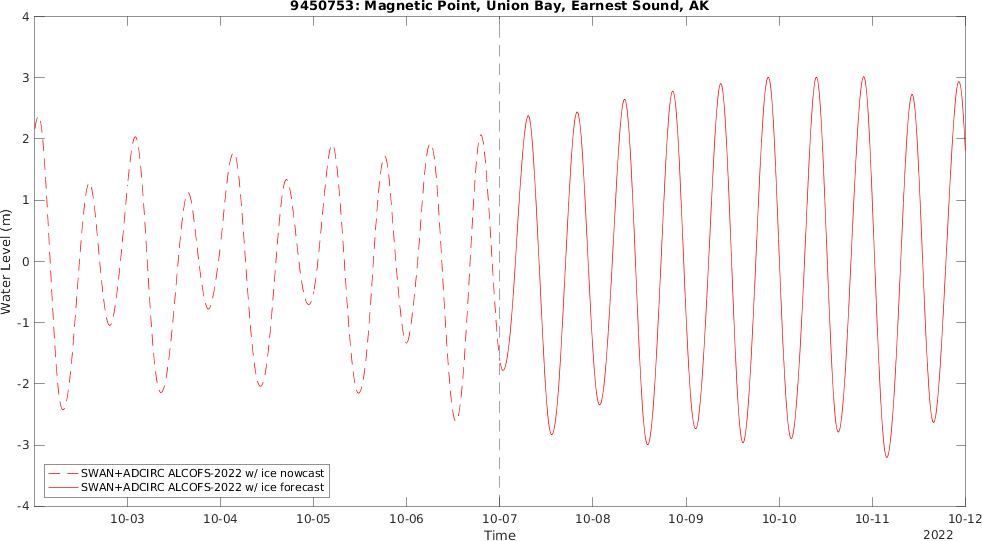 9450753: Magnetic Point, Union Bay, Earnest Sound, AK
4
3
2
1
0
-1
-2
-3
-4
Water Level (m)
SWAN+ADCIRC ALCOFS-2022 w/ ice nowcast
SWAN+ADCIRC ALCOFS-2022 w/ ice forecast
10-03 10-04 10-05 10-06 10-07 10-08 10-09 10-10 10-11 10-12
Time
2022